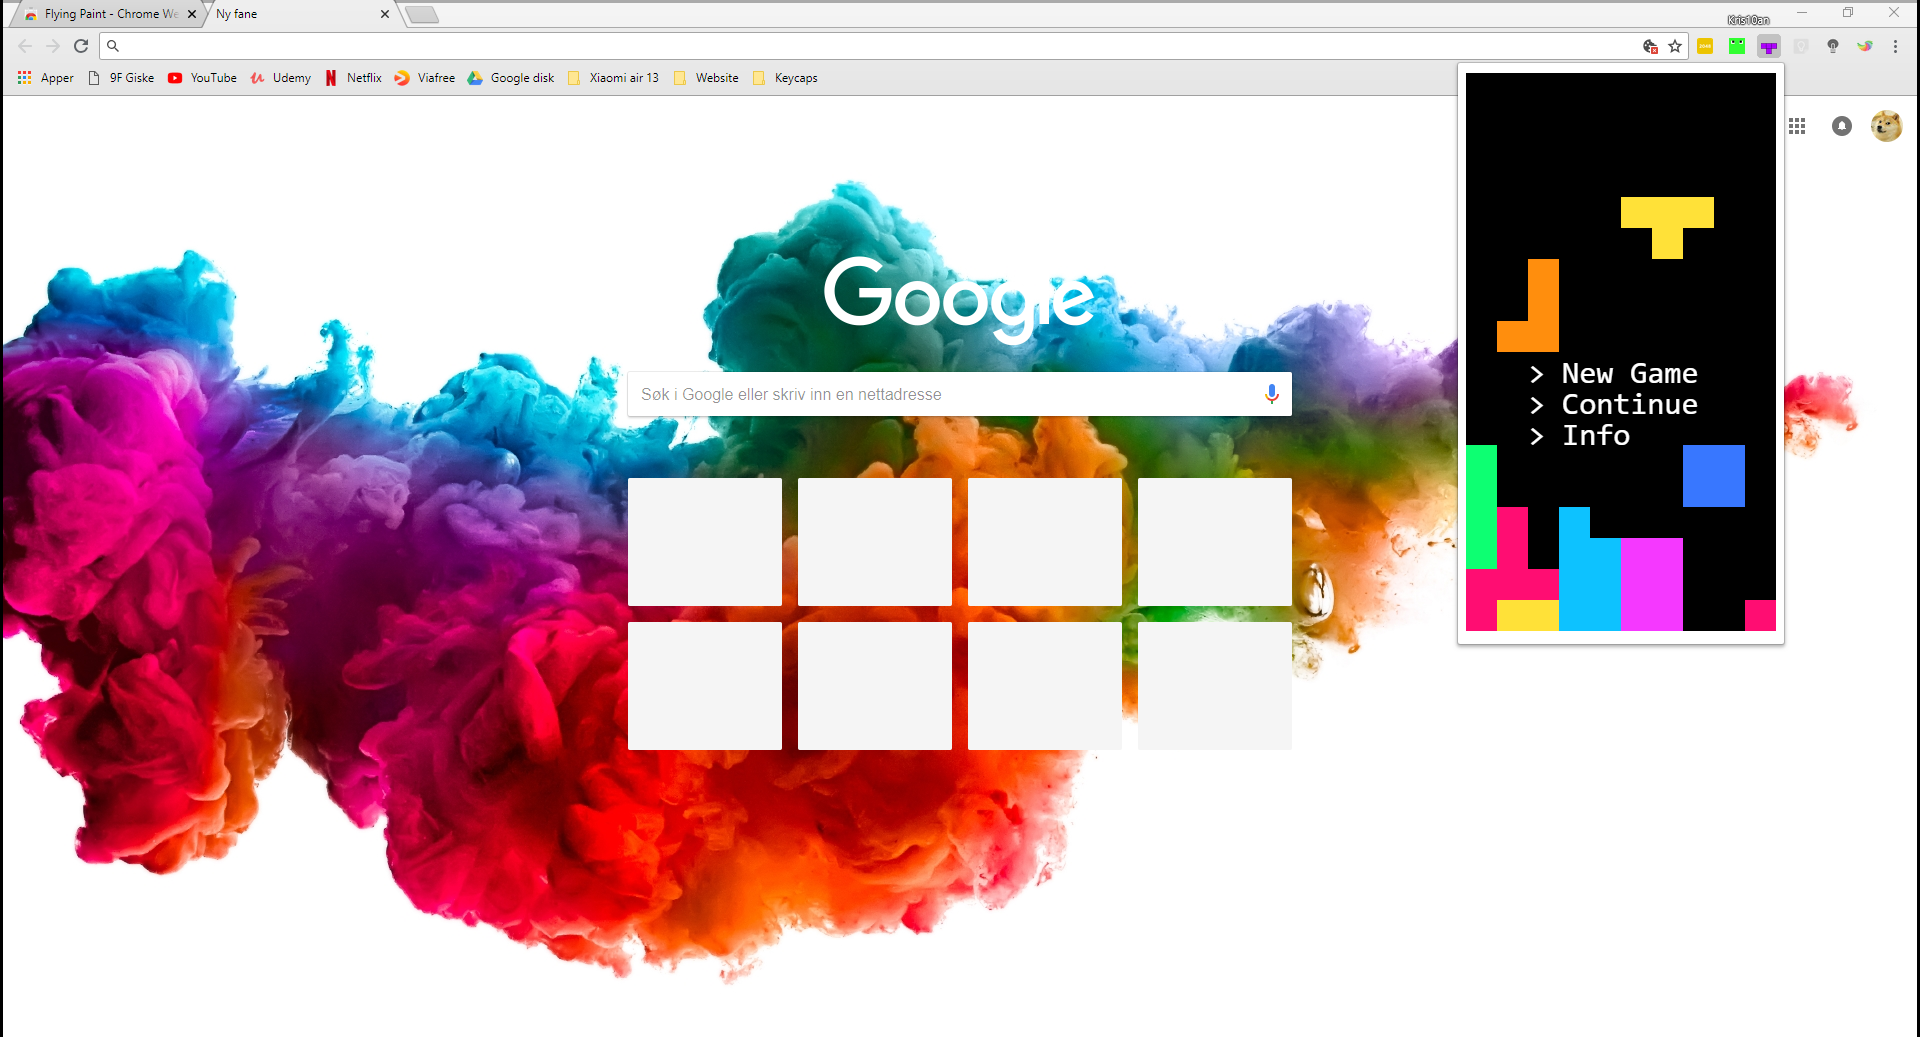 Flying Paint - Chrome We
Ny fane
Kris10an
Apper
9F Giske
YouTube
Udemy
Netflix
Viafree
Google disk
Xiaomi air 13
Website
Keycaps
Google
Søk i Google eller skriv inn en nettadresse
> New Game
> Continue
> Info